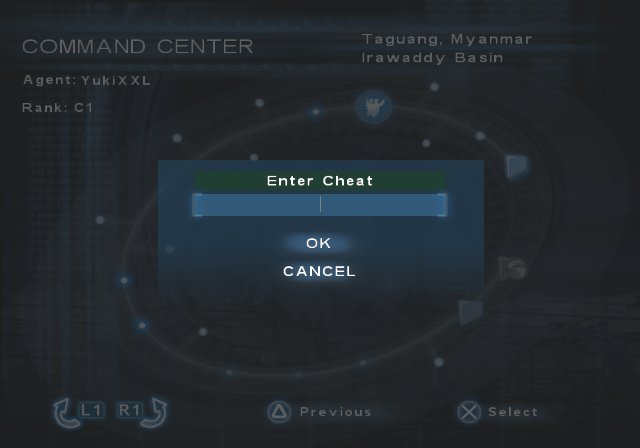 COMMAND CENTER
Taguang, Myanmar
Irawaddy Basin
Agent: YukiXXL
Rank: C1
Enter Cheat
OK
CANCEL
L1 R1 Previous Select